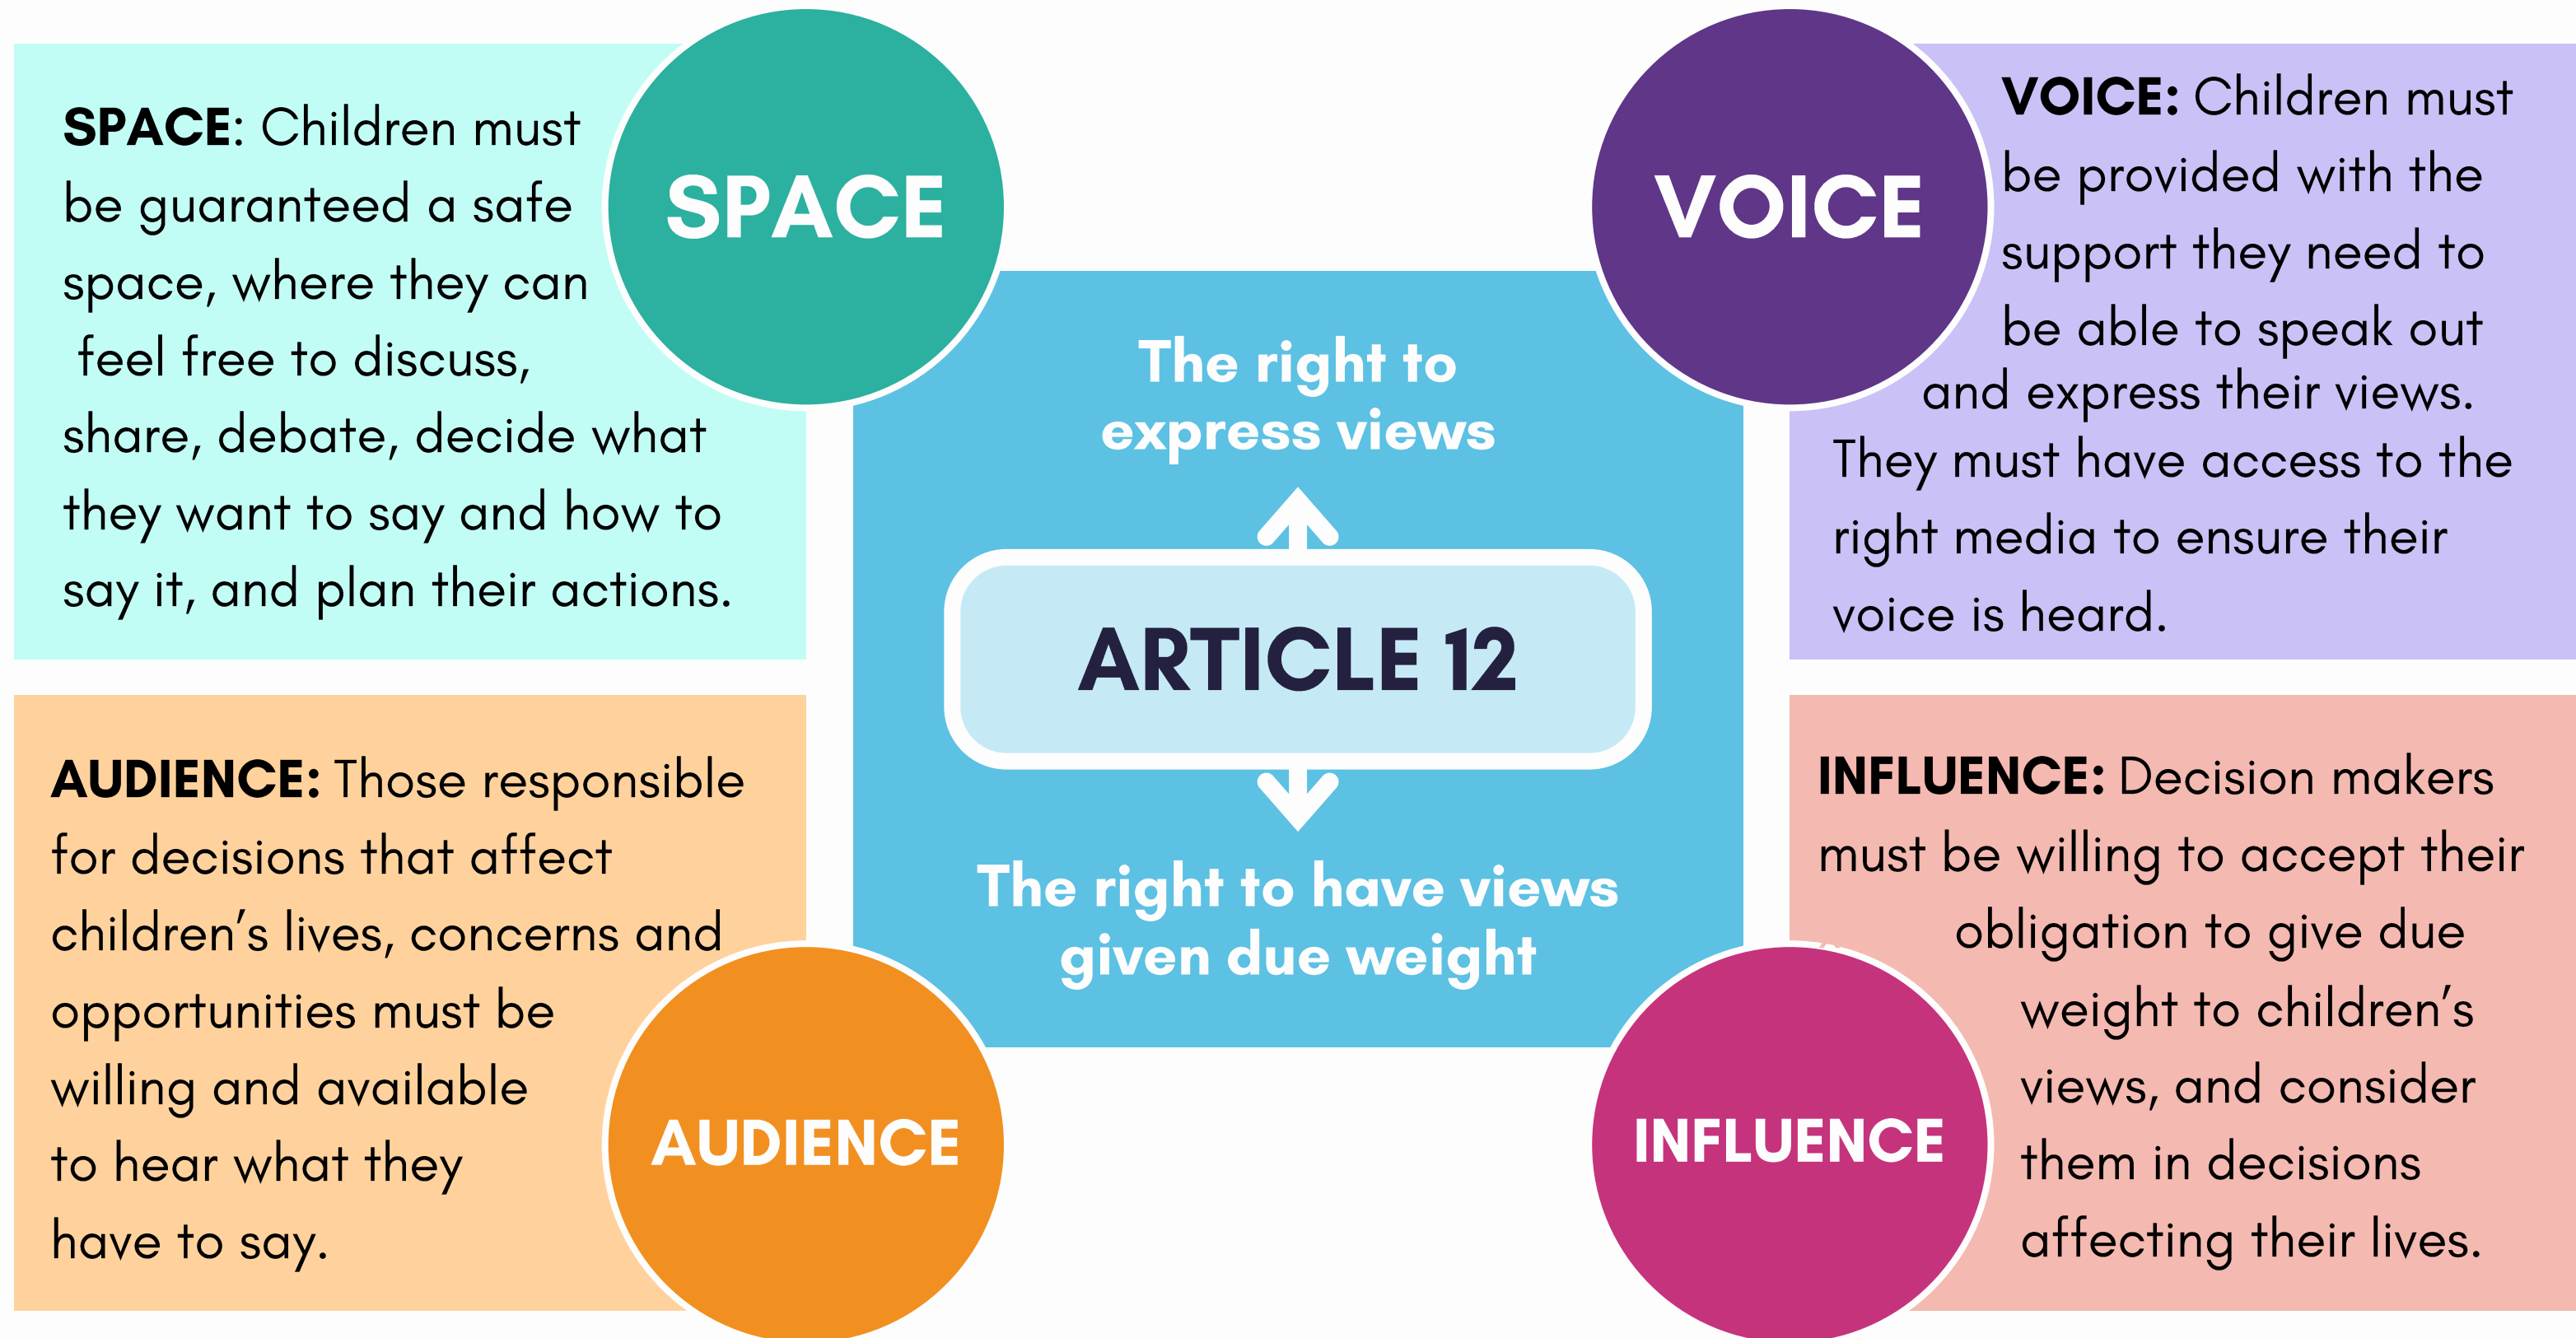 SPACE: Children must
be guaranteed a safe
space, where they can
feel free to discuss,
share, debate, decide what
they want to say and how to
say it, and plan their actions.
SPACE
VOICE
VOICE: Children must
be provided with the
support they need to
be able to speak out
and express their views.
They must have access to the
right media to ensure their
voice is heard.
The right to
express views
ARTICLE 12
The right to have views
given due weight
AUDIENCE: Those responsible
for decisions that affect
children’s lives, concerns and
opportunities must be
willing and available
to hear what they
have to say.
AUDIENCE
INFLUENCE
INFLUENCE: Decision makers
must be willing to accept their
obligation to give due
weight to children’s
views, and consider
them in decisions
affecting their lives.